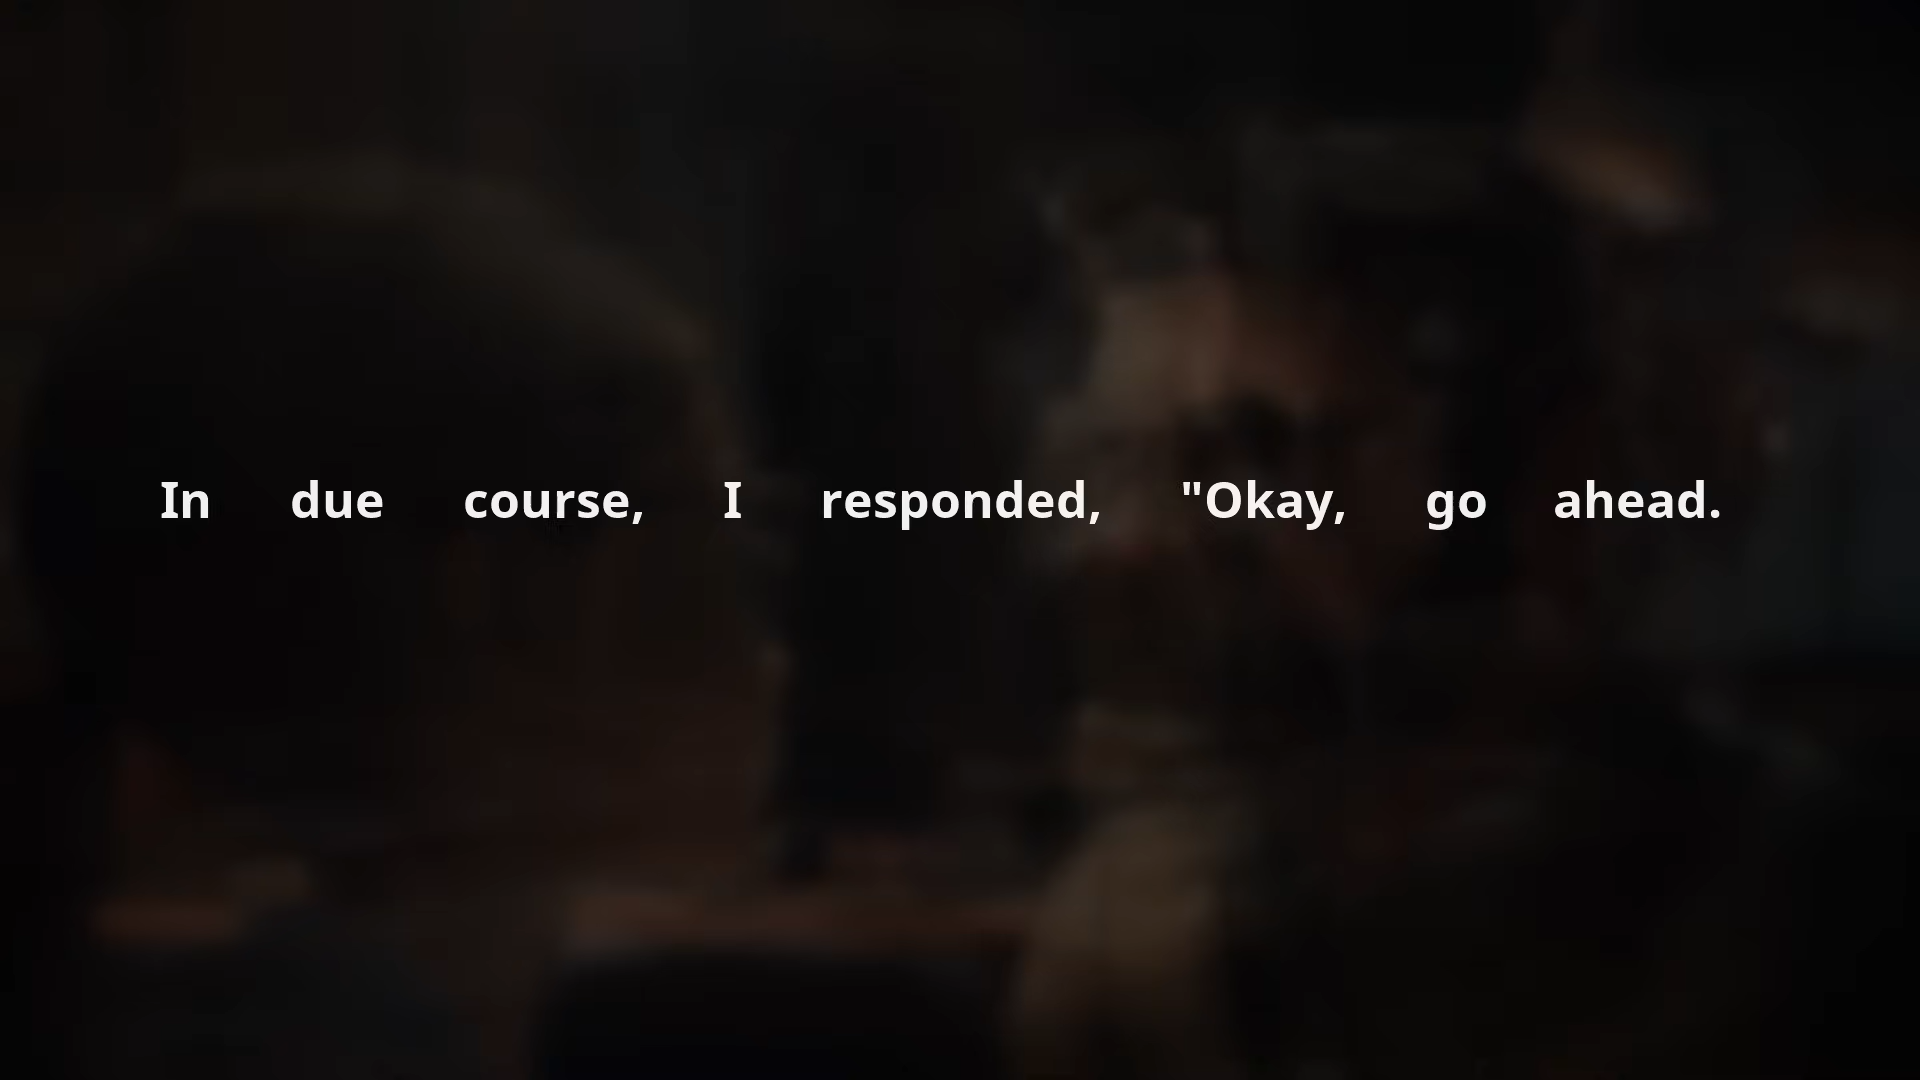 In due course, I responded, "Okay, go ahead.